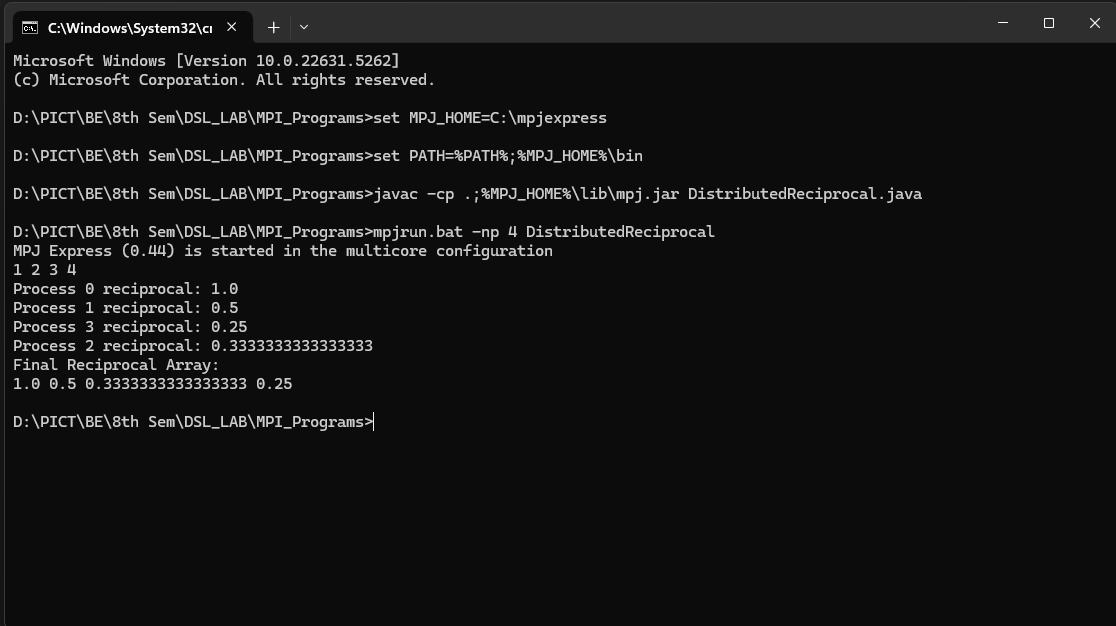 C:\Windows\System32\c
Microsoft Windows [Version 10.0.22631.5262]
(c) Microsoft Corporation. All rights reserved.
D:\PICT\BE\8th Sem\DSL_LAB\MPI_Programs>set MPJ_HOME=C:\mpjexpress
D:\PICT\BE\8th Sem\DSL_LAB\MPI_Programs>set PATH=%PATH%;%MPJ_HOME%\bin
D:\PICT\BE\8th Sem\DSL_LAB\MPI_Programs>javac -cp .;%MPJ_HOME%\lib\mpj.jar DistributedReciprocal.java
D:\PICT\BE\8th Sem\DSL_LAB\MPI_Programs>mpjrun.bat -np 4 DistributedReciprocal
MPJ Express (0.44) is started in the multicore configuration
1 2 3 4
Process 0 reciprocal: 1.0
Process 1 reciprocal: 0.5
Process 3 reciprocal: 0.25
Process 2 reciprocal: 0.3333333333333333
Final Reciprocal Array:
1.0 0.5 0.3333333333333333 0.25
D:\PICT\BE\8th Sem\DSL_LAB\MPI_Programs>